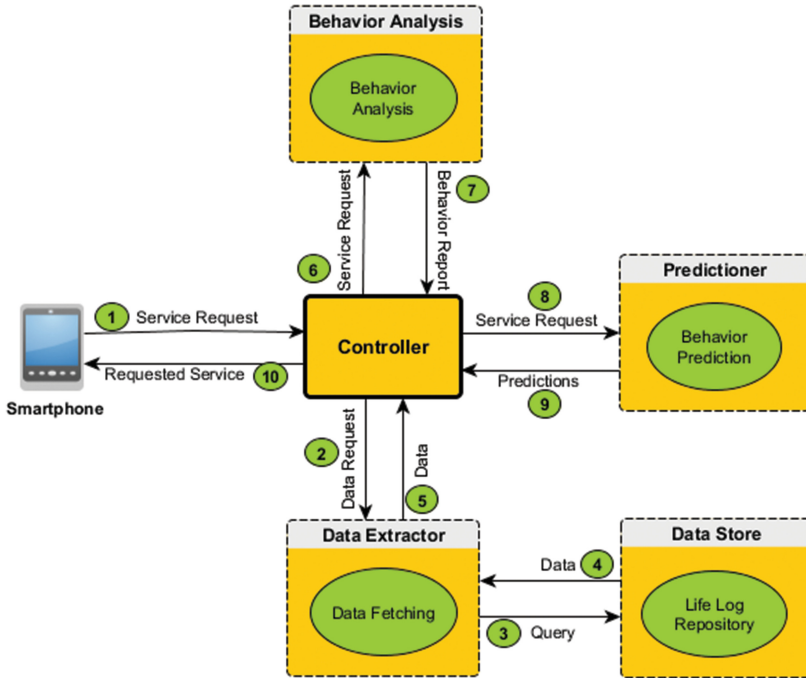 Behavior Analysis
Behavior
Analysis
Service Request
6
Behavior Report
7
Predictioner
Behavior
Prediction
1
Service Request
Requested Service
10
Smartphone
Controller
8
Service Request
Predictions
9
2
Data Request
Data
5
Data Extractor
Data Fetching
Data Store
Life Log
Repository
Data
4
3
Query